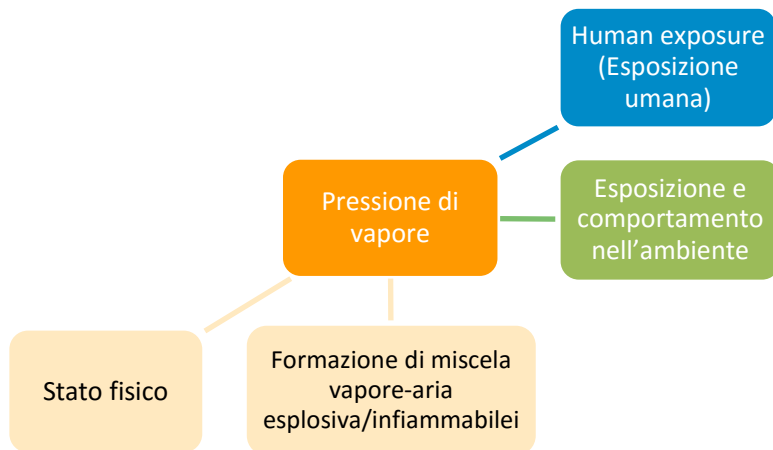 Human exposure
(Esposizione
umana)
Pressione di
vapore
Esposizione e
comportamento
nell'ambiente
Stato fisico
Formazione di miscela
vapore-aria
esplosiva/infiammabilei